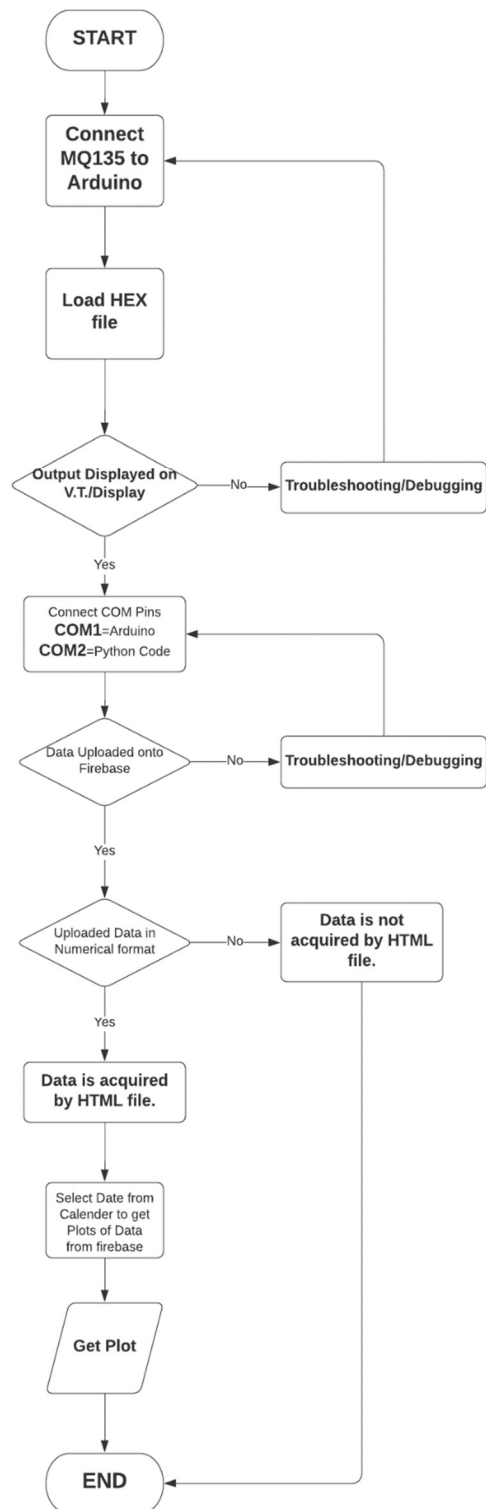 START
Connect
MQ135 to
Arduino
Load HEX
file
Output Displayed on
V.T./Display
No
Troubleshooting/Debugging
Yes
Connect COM Pins
COM1=Arduino
COM2=Python Code
Data Uploaded onto
Firebase
No
Troubleshooting/Debugging
Yes
Uploaded Data in
Numerical format
No
Data is not
acquired by HTML
file.
Yes
Data is acquired
by HTML file.
Select Date from
Calender to get
Plots of Data
from firebase
Get Plot
END